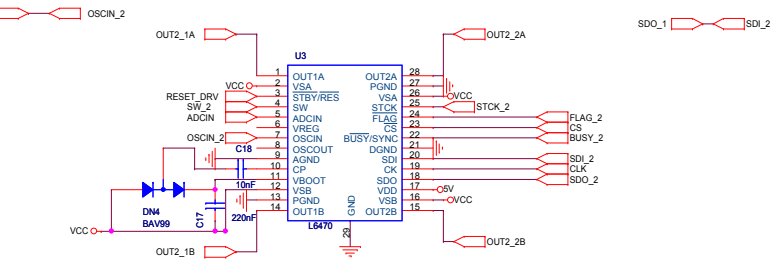 OSCIN_2
SDO_1 SDI_2
OUT2_1A OUT2_2A
U3
1 OUT1A OUT2A 28
VCC 2 VSA PGND 27
RESET_DRV 3 STBY/RES VSA 26 VCC
SW_2 4 SW STCK 25 STCK_2
ADCIN 5 ADCIN FLAG 24 FLAG_2
6 VREG CS 23 CS
OSCIN_2 7 OSCIN BUSY/SYNC 22 BUSY_2
C18 8 OSCOUT DGND 21
9 AGND SDI 20 SDI_2
10 CP CK 19 CLK
10nF 11 VBOOT SDO 18 SDO_2
12 VSB VDD 17 5V
13 PGND VSB 16 VCC
220nF 14 OUT1B OUT2B 15
GND
29
DN4
BAV99
C17
L6470
VCC
OUT2_1B OUT2_2B